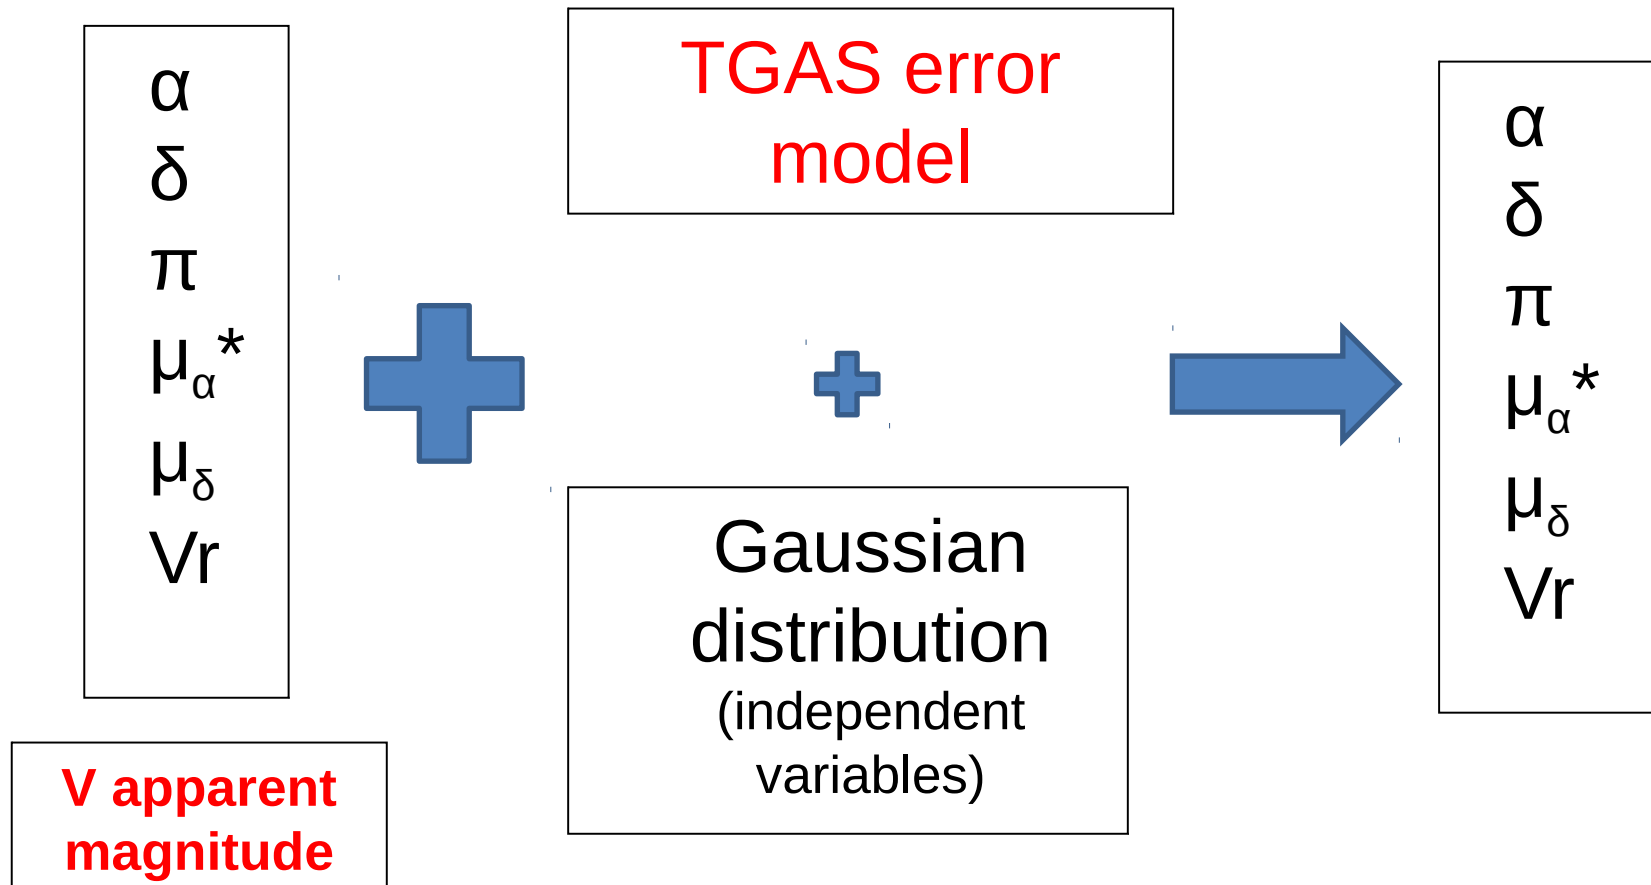 α
δ
π
μα*
μδ
Vr
V apparent
magnitude
TGAS error
model
Gaussian
distribution
(independent
variables)
α
δ
π
μα*
μδ
Vr